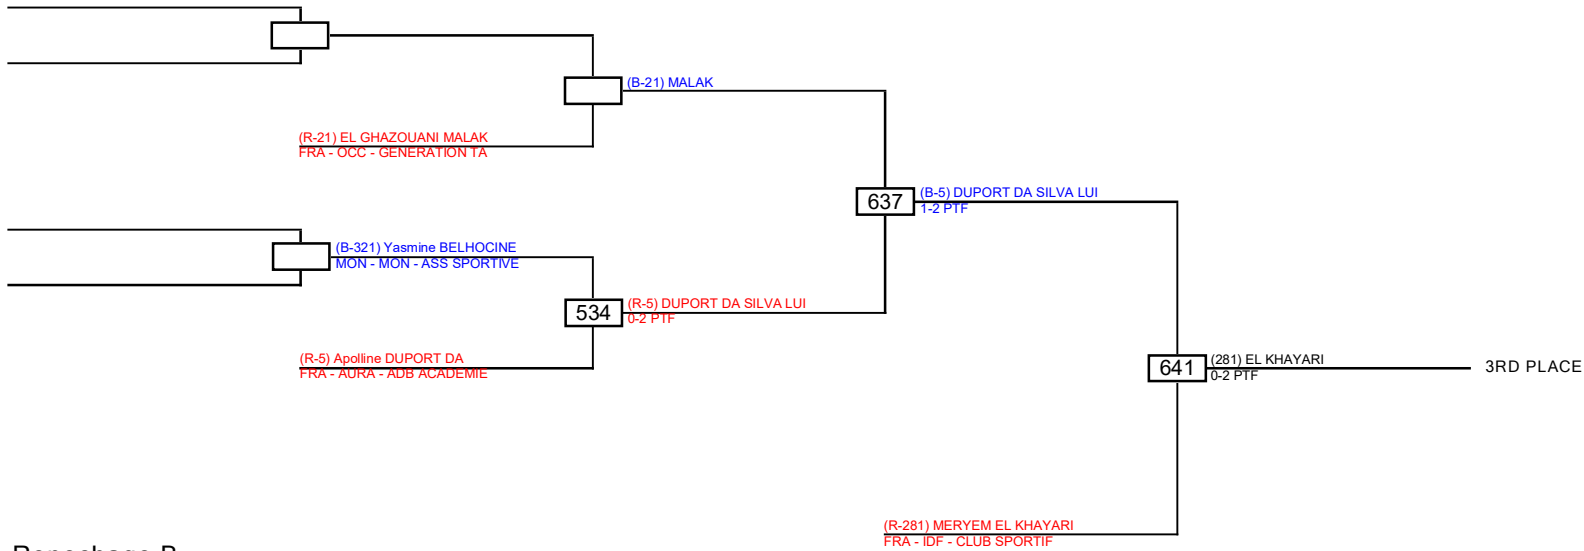 (B-21) MALAK
(R-21) EL GHAZOUANI MALAK
FRA - OCC - GENERATION TA
637
(B-5) DUPORT DA SILVA LUI
1-2 PTF
(B-321) Yasmine BELHOCINE
MON - MON - ASS SPORTIVE
534
(R-5) DUPORT DA SILVA LUI
0-2 PTF
(R-5) Apolline DUPORT DA
FRA - AURA - ADB ACADEMIE
641
(281) EL KHAYARI
0-2 PTF
3RD PLACE
(R-281) MERYEM EL KHAYARI
FRA - IDF - CLUB SPORTIF
Repechage B